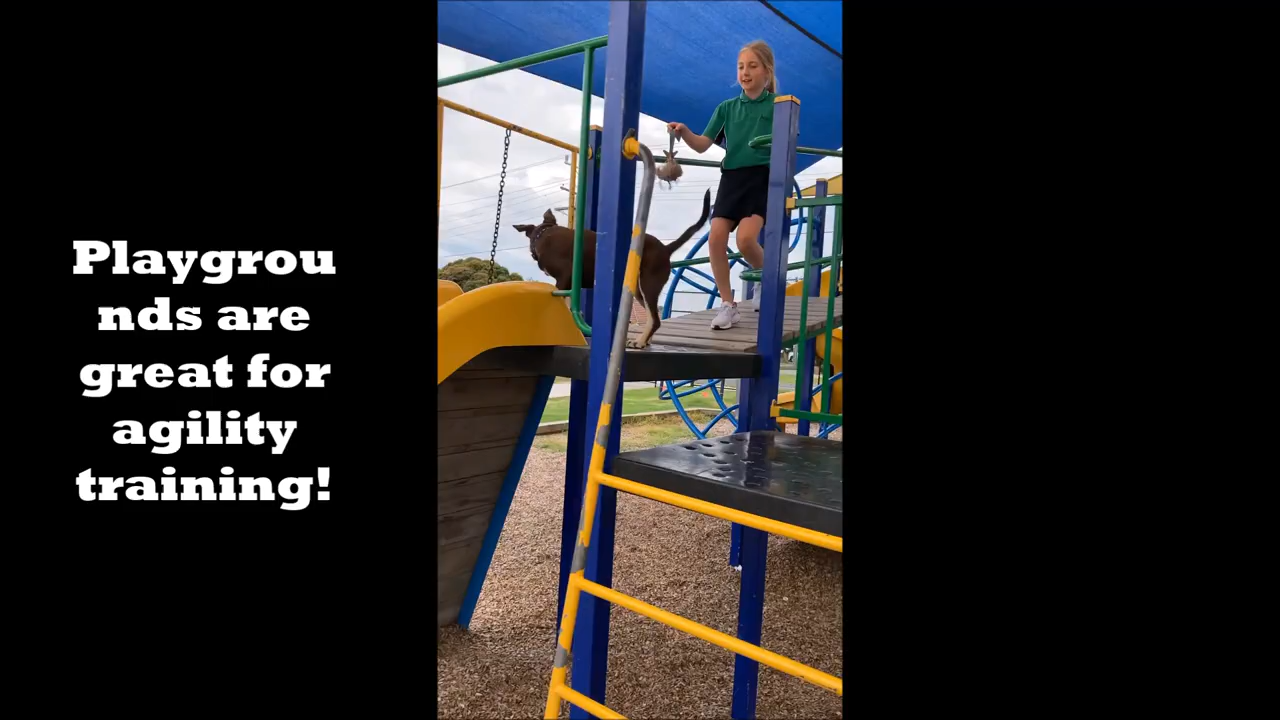 Playgrou
nds are
great for
agility
training!